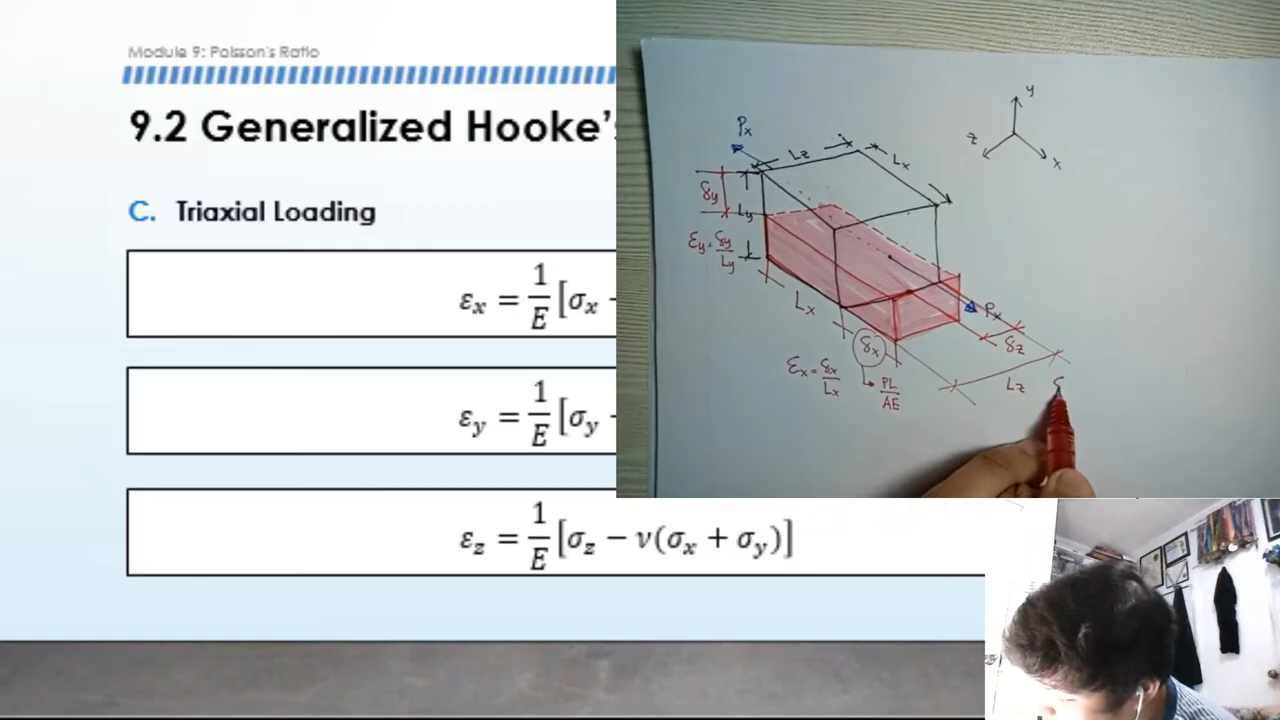 Module 9: Poisson's Ratio
9.2 Generalized Hooke's
C. Triaxial Loading
εx = 1/E [σx -
εy = 1/E [σy -
εz = 1/E [σz − ν(σx + σy)]
y
z
x
Px
Lz
Lx
δy
Ly
εy = δy/Ly
Lx
Px
δx
δz
εx = δx/Lx
PL/AE
Lz